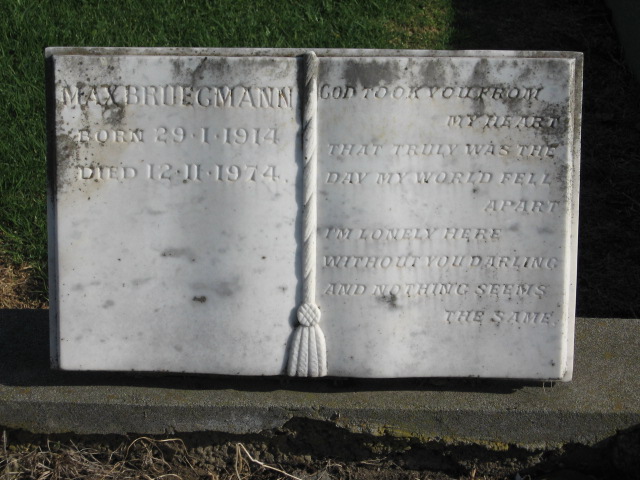 MAX BRUEGMANN
BORN 29·1·1914
DIED 12·11·1974
GOD TOOK YOU FROM
MY HEART
THAT TRULY WAS THE
DAY MY WORLD FELL
APART
I'M LONELY HERE
WITHOUT YOU DARLING
AND NOTHING SEEMS
THE SAME.